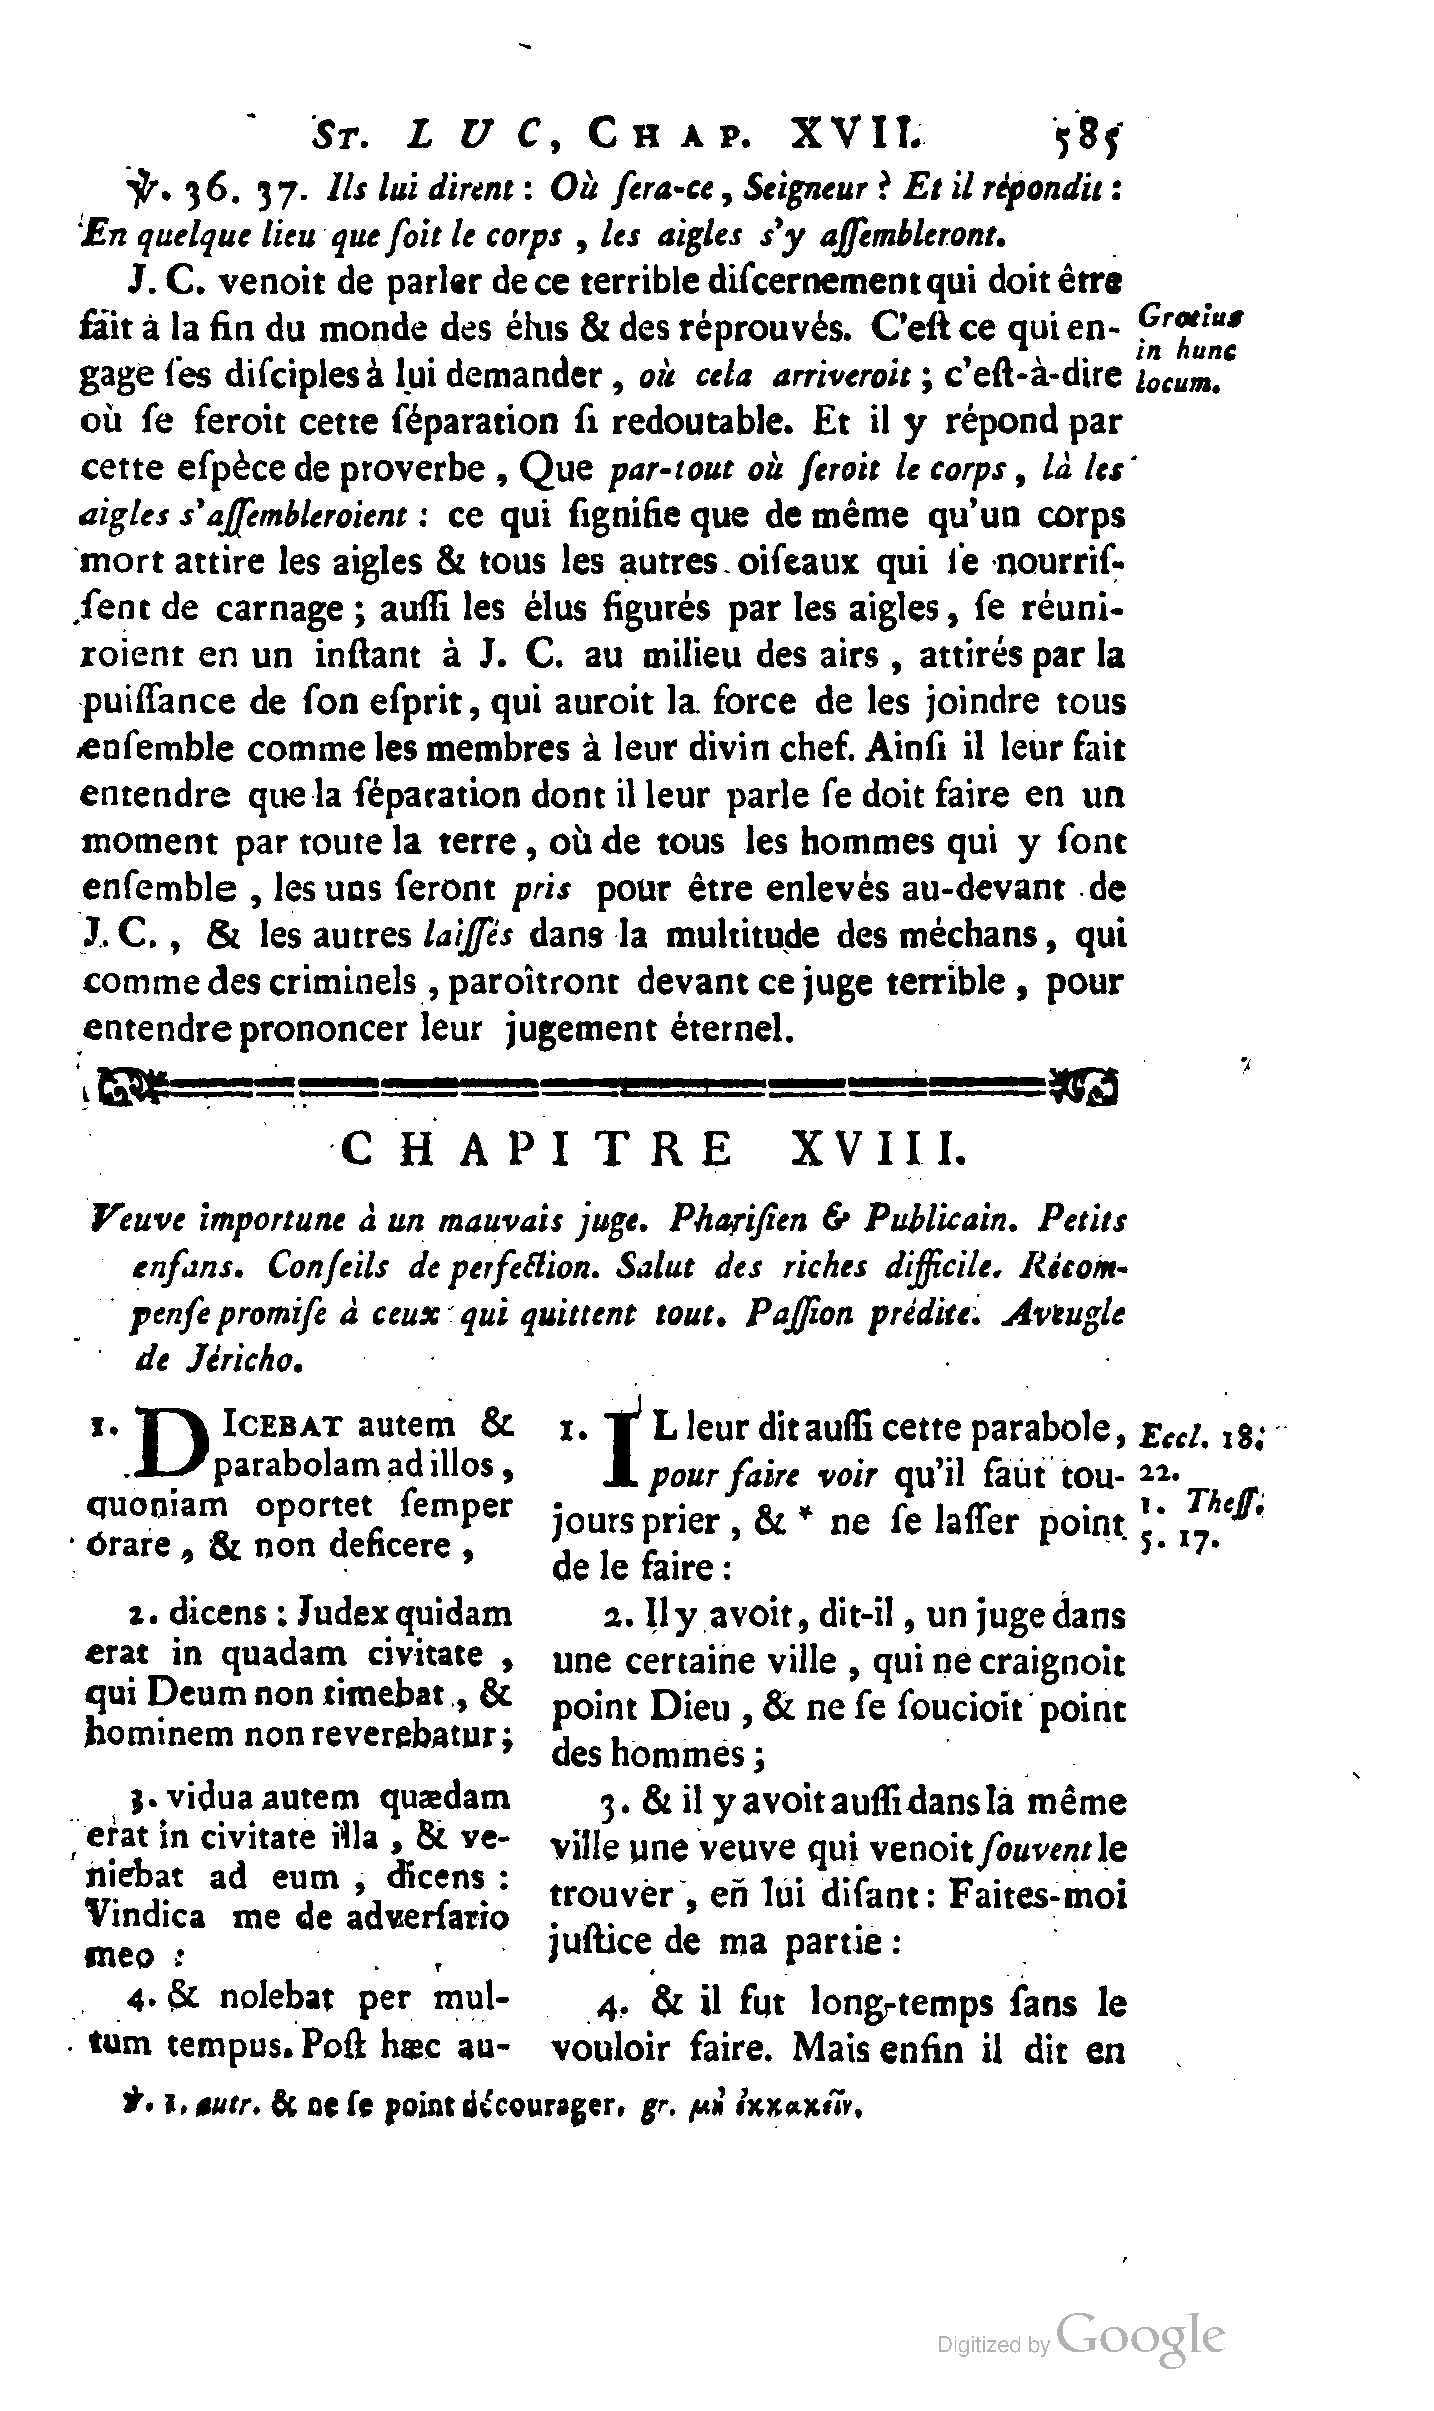 St. LUC, Chap. XVII. 585
℣. 36. 37. Ils lui dirent : Où ſera-ce, Seigneur ? Et il répondit :
En quelque lieu que ſoit le corps, les aigles s'y aſſembleront.
J. C. venoit de parler de ce terrible diſcernement qui doit être
fait à la fin du monde des élus & des réprouvés. C'eſt ce qui en-
gage ſes diſciples à lui demander, où cela arriveroit ; c'eſt-à-dire
où ſe feroit cette ſéparation ſi redoutable. Et il y répond par
cette eſpèce de proverbe, Que par-tout où ſeroit le corps, là les
aigles s'aſſembleroient : ce qui ſignifie que de même qu'un corps
mort attire les aigles & tous les autres oiſeaux qui ſe nourriſ-
ſent de carnage ; auſſi les élus figurés par les aigles, ſe réuni-
roient en un inſtant à J. C. au milieu des airs, attirés par la
puiſſance de ſon eſprit, qui auroit la force de les joindre tous
enſemble comme les membres à leur divin chef. Ainſi il leur fait
entendre que la ſéparation dont il leur parle ſe doit faire en un
moment par toute la terre, où de tous les hommes qui y ſont
enſemble, les uns ſeront pris pour être enlevés au-devant de
J. C., & les autres laiſſés dans la multitude des méchans, qui
comme des criminels, paroîtront devant ce juge terrible, pour
entendre prononcer leur jugement éternel.
Grotius
in hunc
locum.
CHAPITRE XVIII.
Veuve importune à un mauvais juge. Phariſien & Publicain. Petits
enfans. Conſeils de perfection. Salut des riches difficile. Récom-
penſe promiſe à ceux qui quittent tout. Paſſion prédite. Aveugle
de Jéricho.
1. DICEBAT autem &
parabolam ad illos,
quoniam oportet ſemper
orare, & non deficere,
2. dicens : Judex quidam
erat in quadam civitate,
qui Deum non timebat, &
hominem non reverebatur ;
3. vidua autem quædam
erat in civitate illa, & ve-
niebat ad eum, dicens :
Vindica me de adverſario
meo :
4. & nolebat per mul-
tum tempus. Poſt hæc au-
1. IL leur dit auſſi cette parabole,
pour faire voir qu'il faut tou-
jours prier, & * ne ſe laſſer point
de le faire :
2. Il y avoit, dit-il, un juge dans
une certaine ville, qui ne craignoit
point Dieu, & ne ſe ſoucioit point
des hommes ;
3. & il y avoit auſſi dans la même
ville une veuve qui venoit ſouvent le
trouver, en lui diſant : Faites-moi
juſtice de ma partie :
4. & il fut long-temps ſans le
vouloir faire. Mais enfin il dit en
Eccl. 18.
22.
1. Theſſ.
5. 17.
℣. 1. autr. & ne ſe point décourager. gr. μὴ ἐκκακεῖν.
Digitized by Google